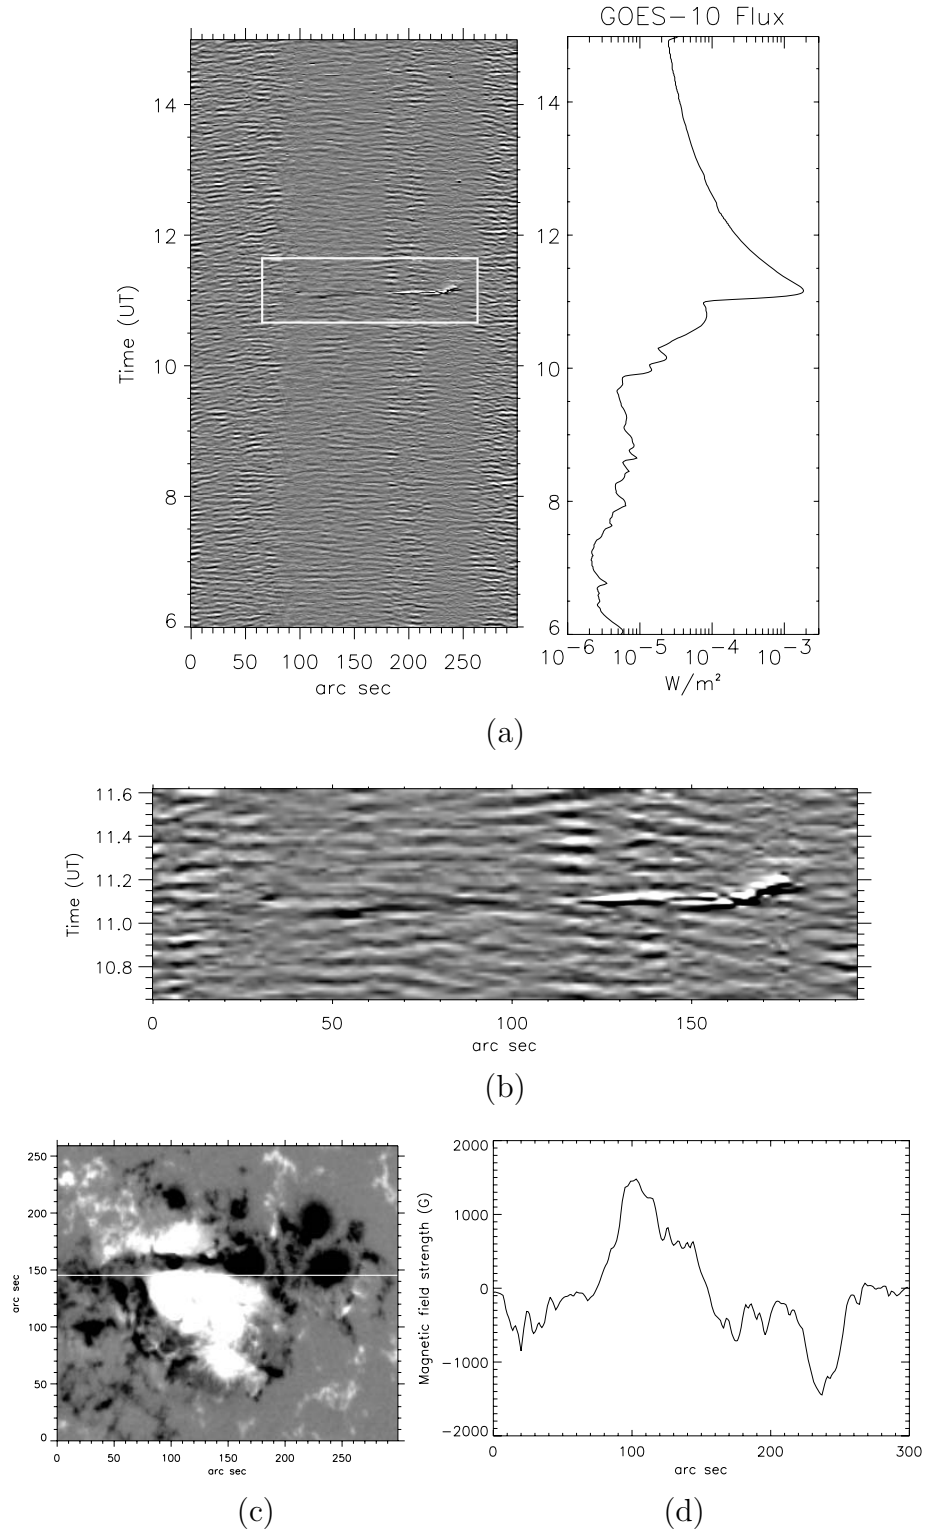 GOES-10 Flux
14
12
10
8
6
Time (UT)
0 50 100 150 200 250
arc sec
14
12
10
8
6
10⁻⁶ 10⁻⁵ 10⁻⁴ 10⁻³
W/m²
(a)
11.6
11.4
11.2
11.0
10.8
Time (UT)
0 50 100 150
arc sec
(b)
250
200
150
100
50
0
arc sec
0 50 100 150 200 250
arc sec
(c)
2000
1000
0
-1000
-2000
Magnetic field strength (G)
0 100 200 300
arc sec
(d)